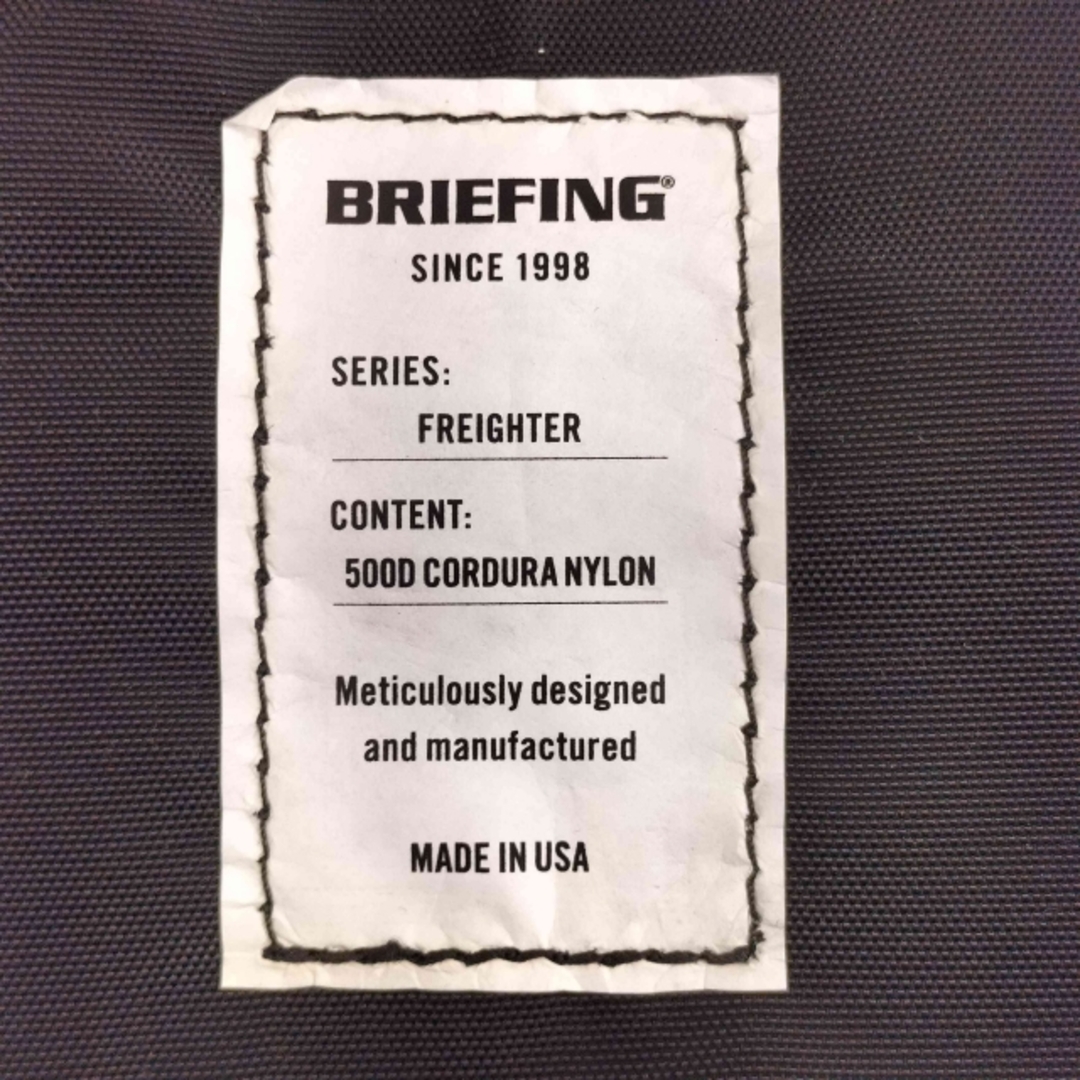 BRIEFING®
SINCE 1998
SERIES:
FREIGHTER
CONTENT:
500D CORDURA NYLON
Meticulously designed
and manufactured
MADE IN USA